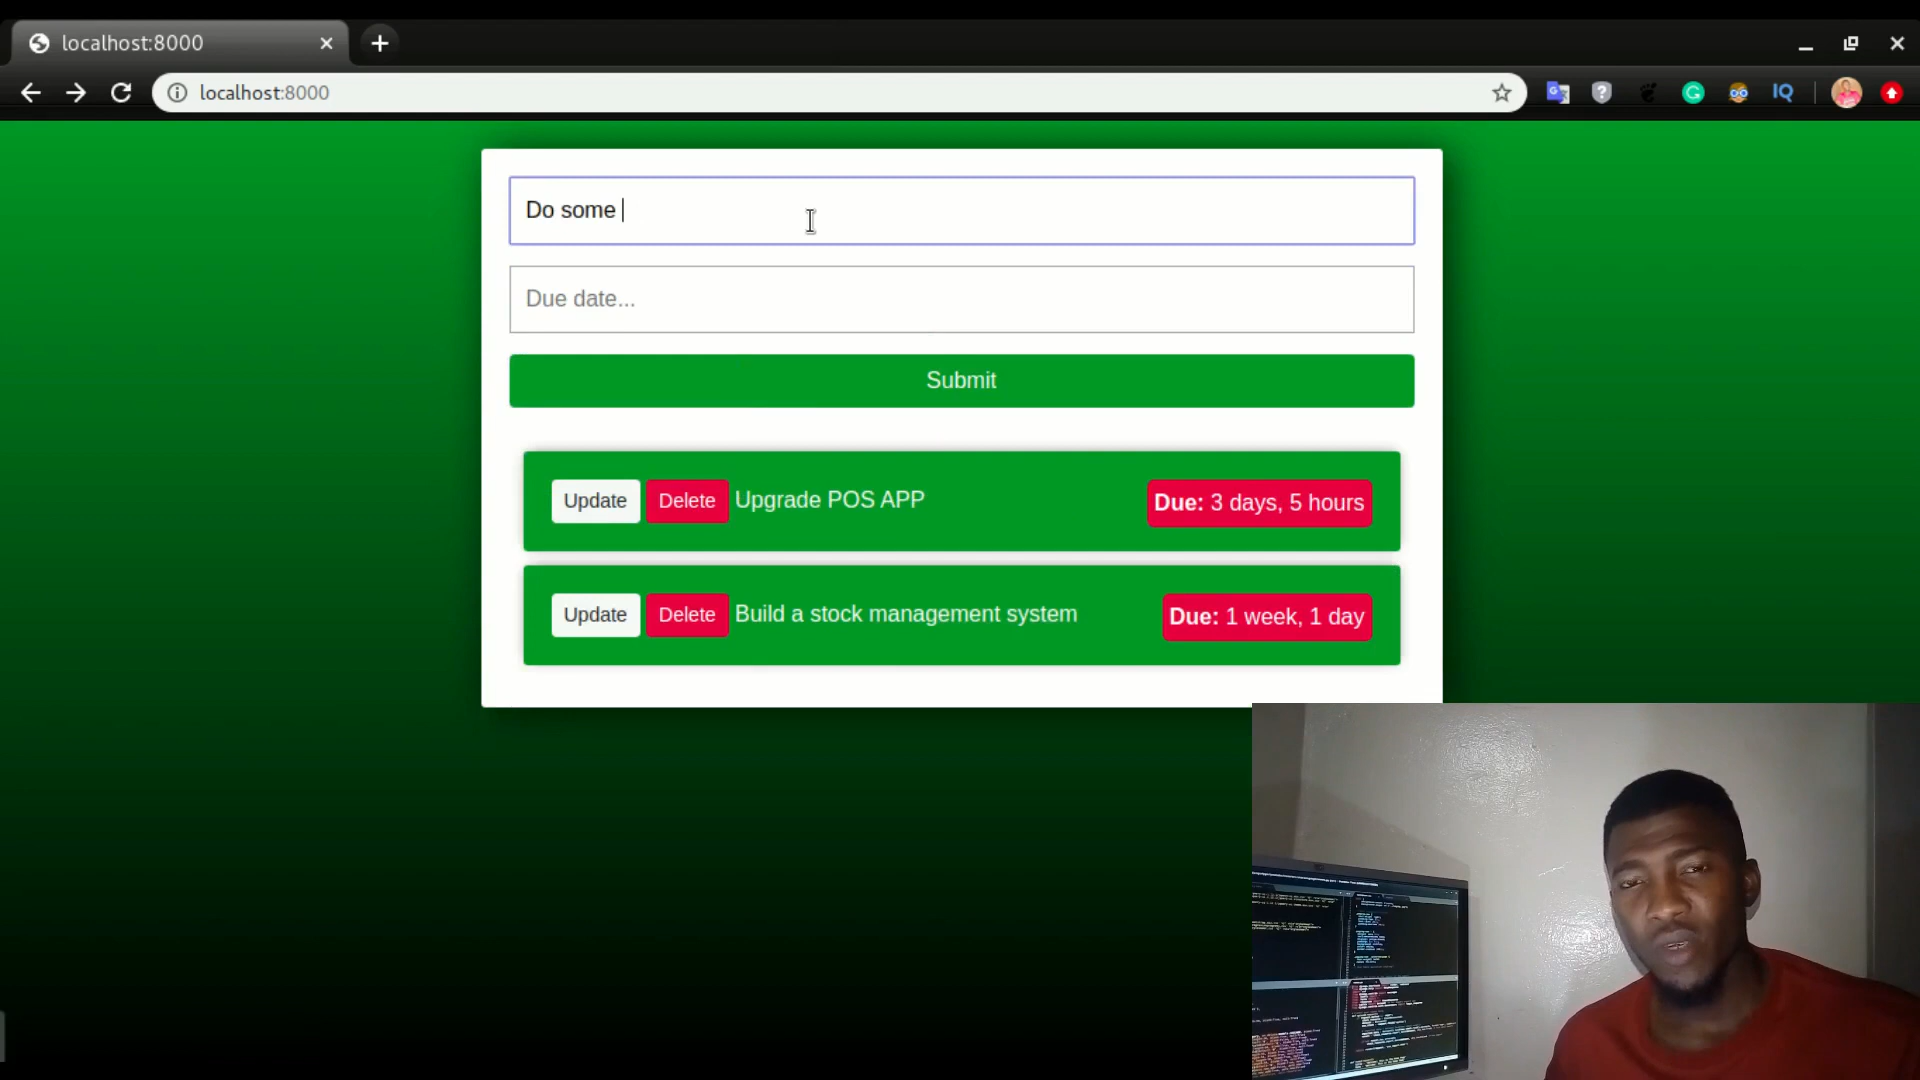 localhost:8000
localhost:8000
IQ
Do some
Due date...
Submit
Update Delete Upgrade POS APP Due: 3 days, 5 hours
Update Delete Build a stock management system Due: 1 week, 1 day